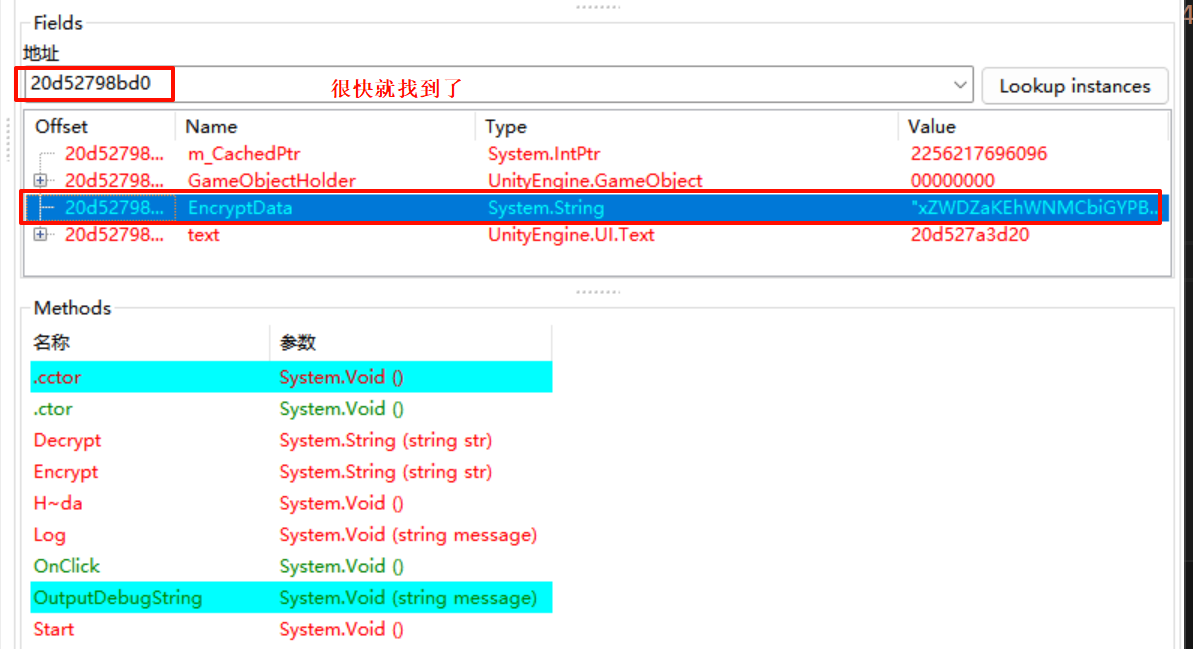 Fields
地址
20d52798bd0 很快就找到了 Lookup instances
Offset Name Type Value
20d52798... m_CachedPtr System.IntPtr 2256217696096
20d52798... GameObjectHolder UnityEngine.GameObject 00000000
20d52798... EncryptData System.String "xZWDZaKEhWNMCbiGYPB...
20d52798... text UnityEngine.UI.Text 20d527a3d20
Methods
名称 参数
.cctor System.Void ()
.ctor System.Void ()
Decrypt System.String (string str)
Encrypt System.String (string str)
H~da System.Void ()
Log System.Void (string message)
OnClick System.Void ()
OutputDebugString System.Void (string message)
Start System.Void ()